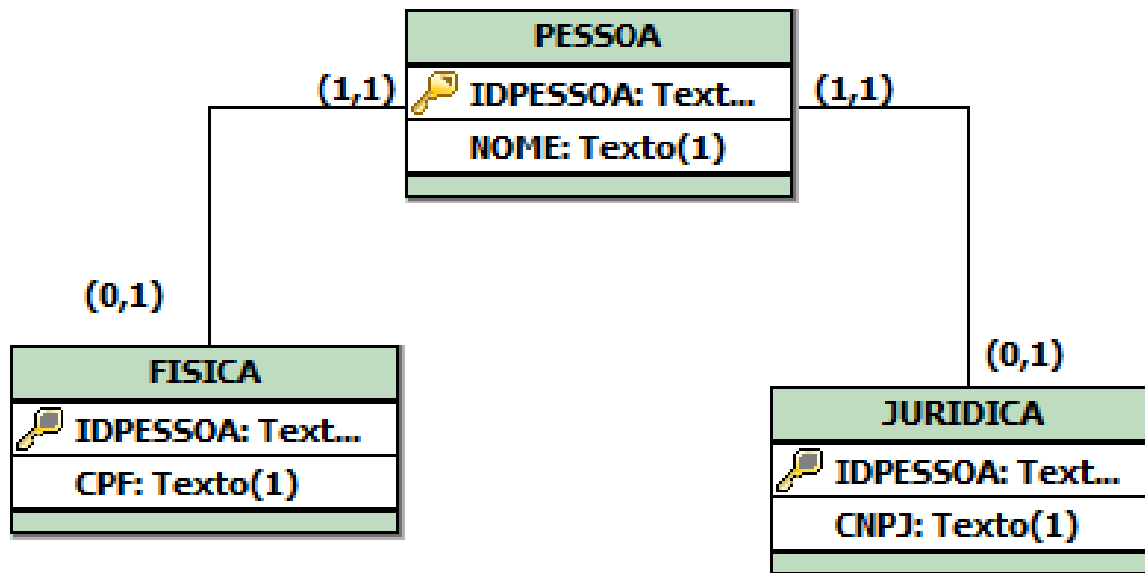 PESSOA
(1,1)
IDPESSOA: Text...
(1,1)
NOME: Texto(1)
(0,1)
FISICA
IDPESSOA: Text...
CPF: Texto(1)
(0,1)
JURIDICA
IDPESSOA: Text...
CNPJ: Texto(1)